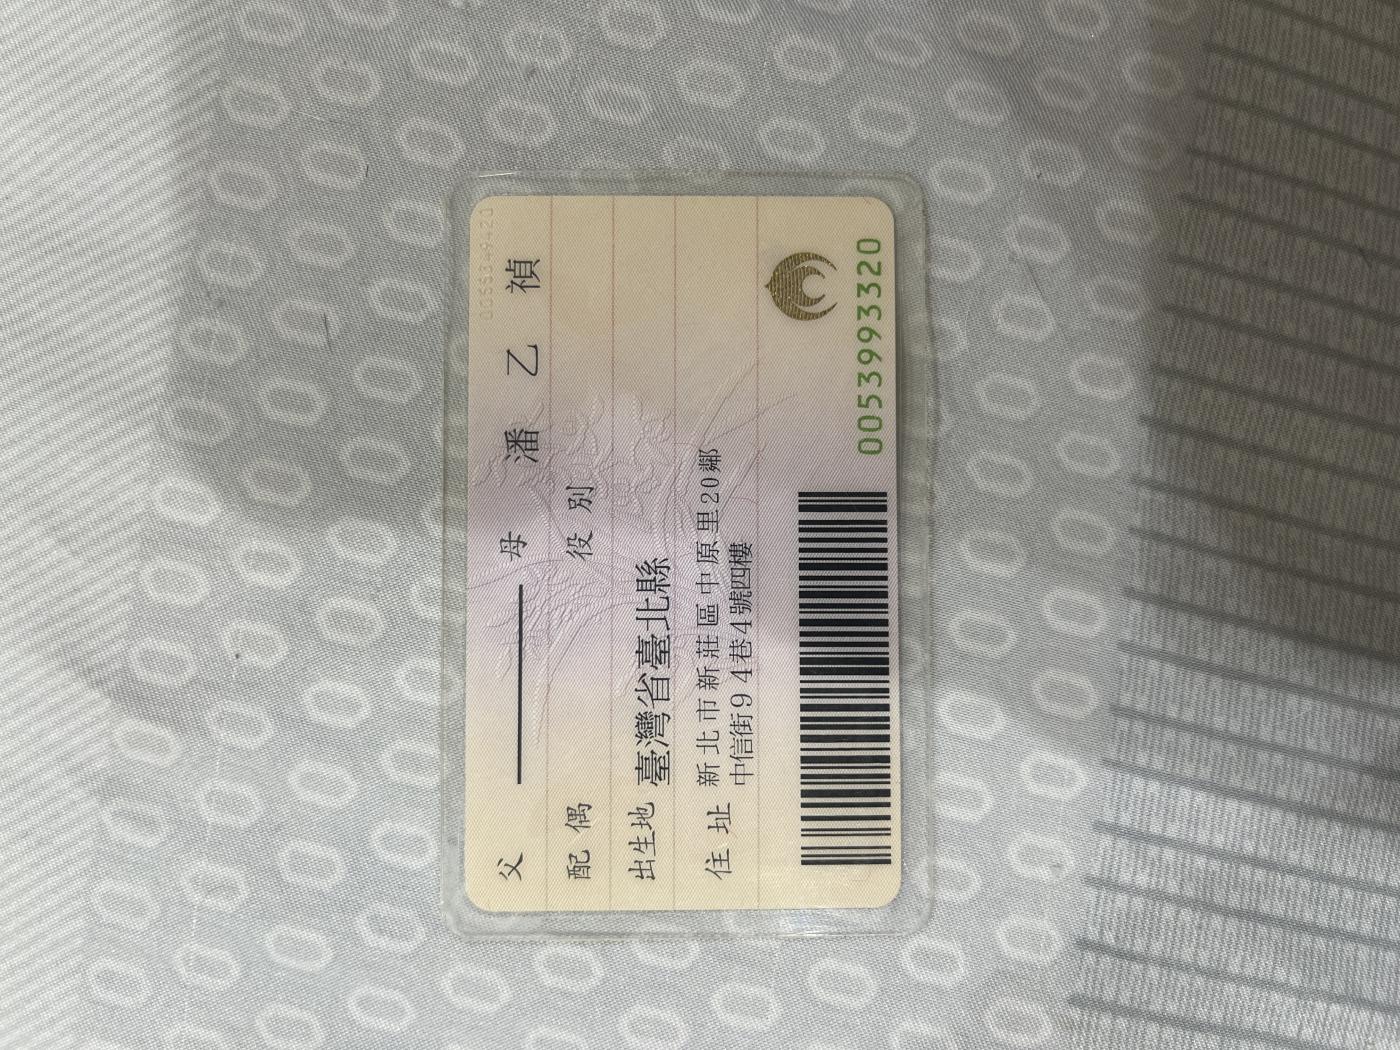 父 ━━━ 母 潘乙禎
配偶 役別
出生地 臺灣省臺北縣
住址 新北市新莊區中原里20鄰
中信街94巷4號四樓
0053993320